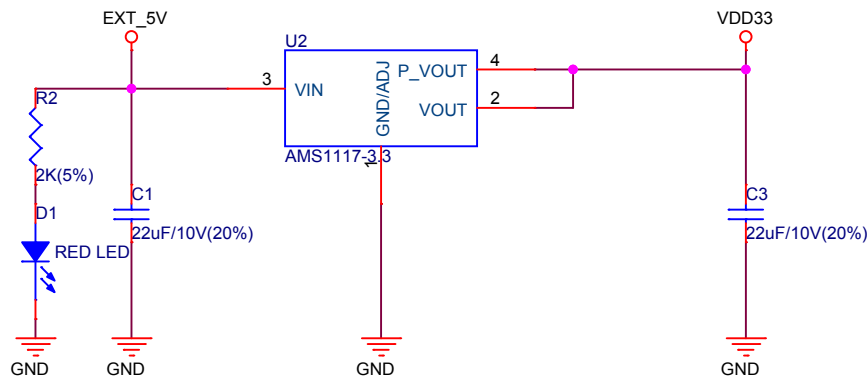 EXT_5V
VDD33
U2
3
VIN
GND/ADJ
P_VOUT
4
VOUT
2
AMS1117-3.3
1
R2
2K(5%)
D1
RED LED
C1
22uF/10V(20%)
C3
22uF/10V(20%)
GND
GND
GND
GND